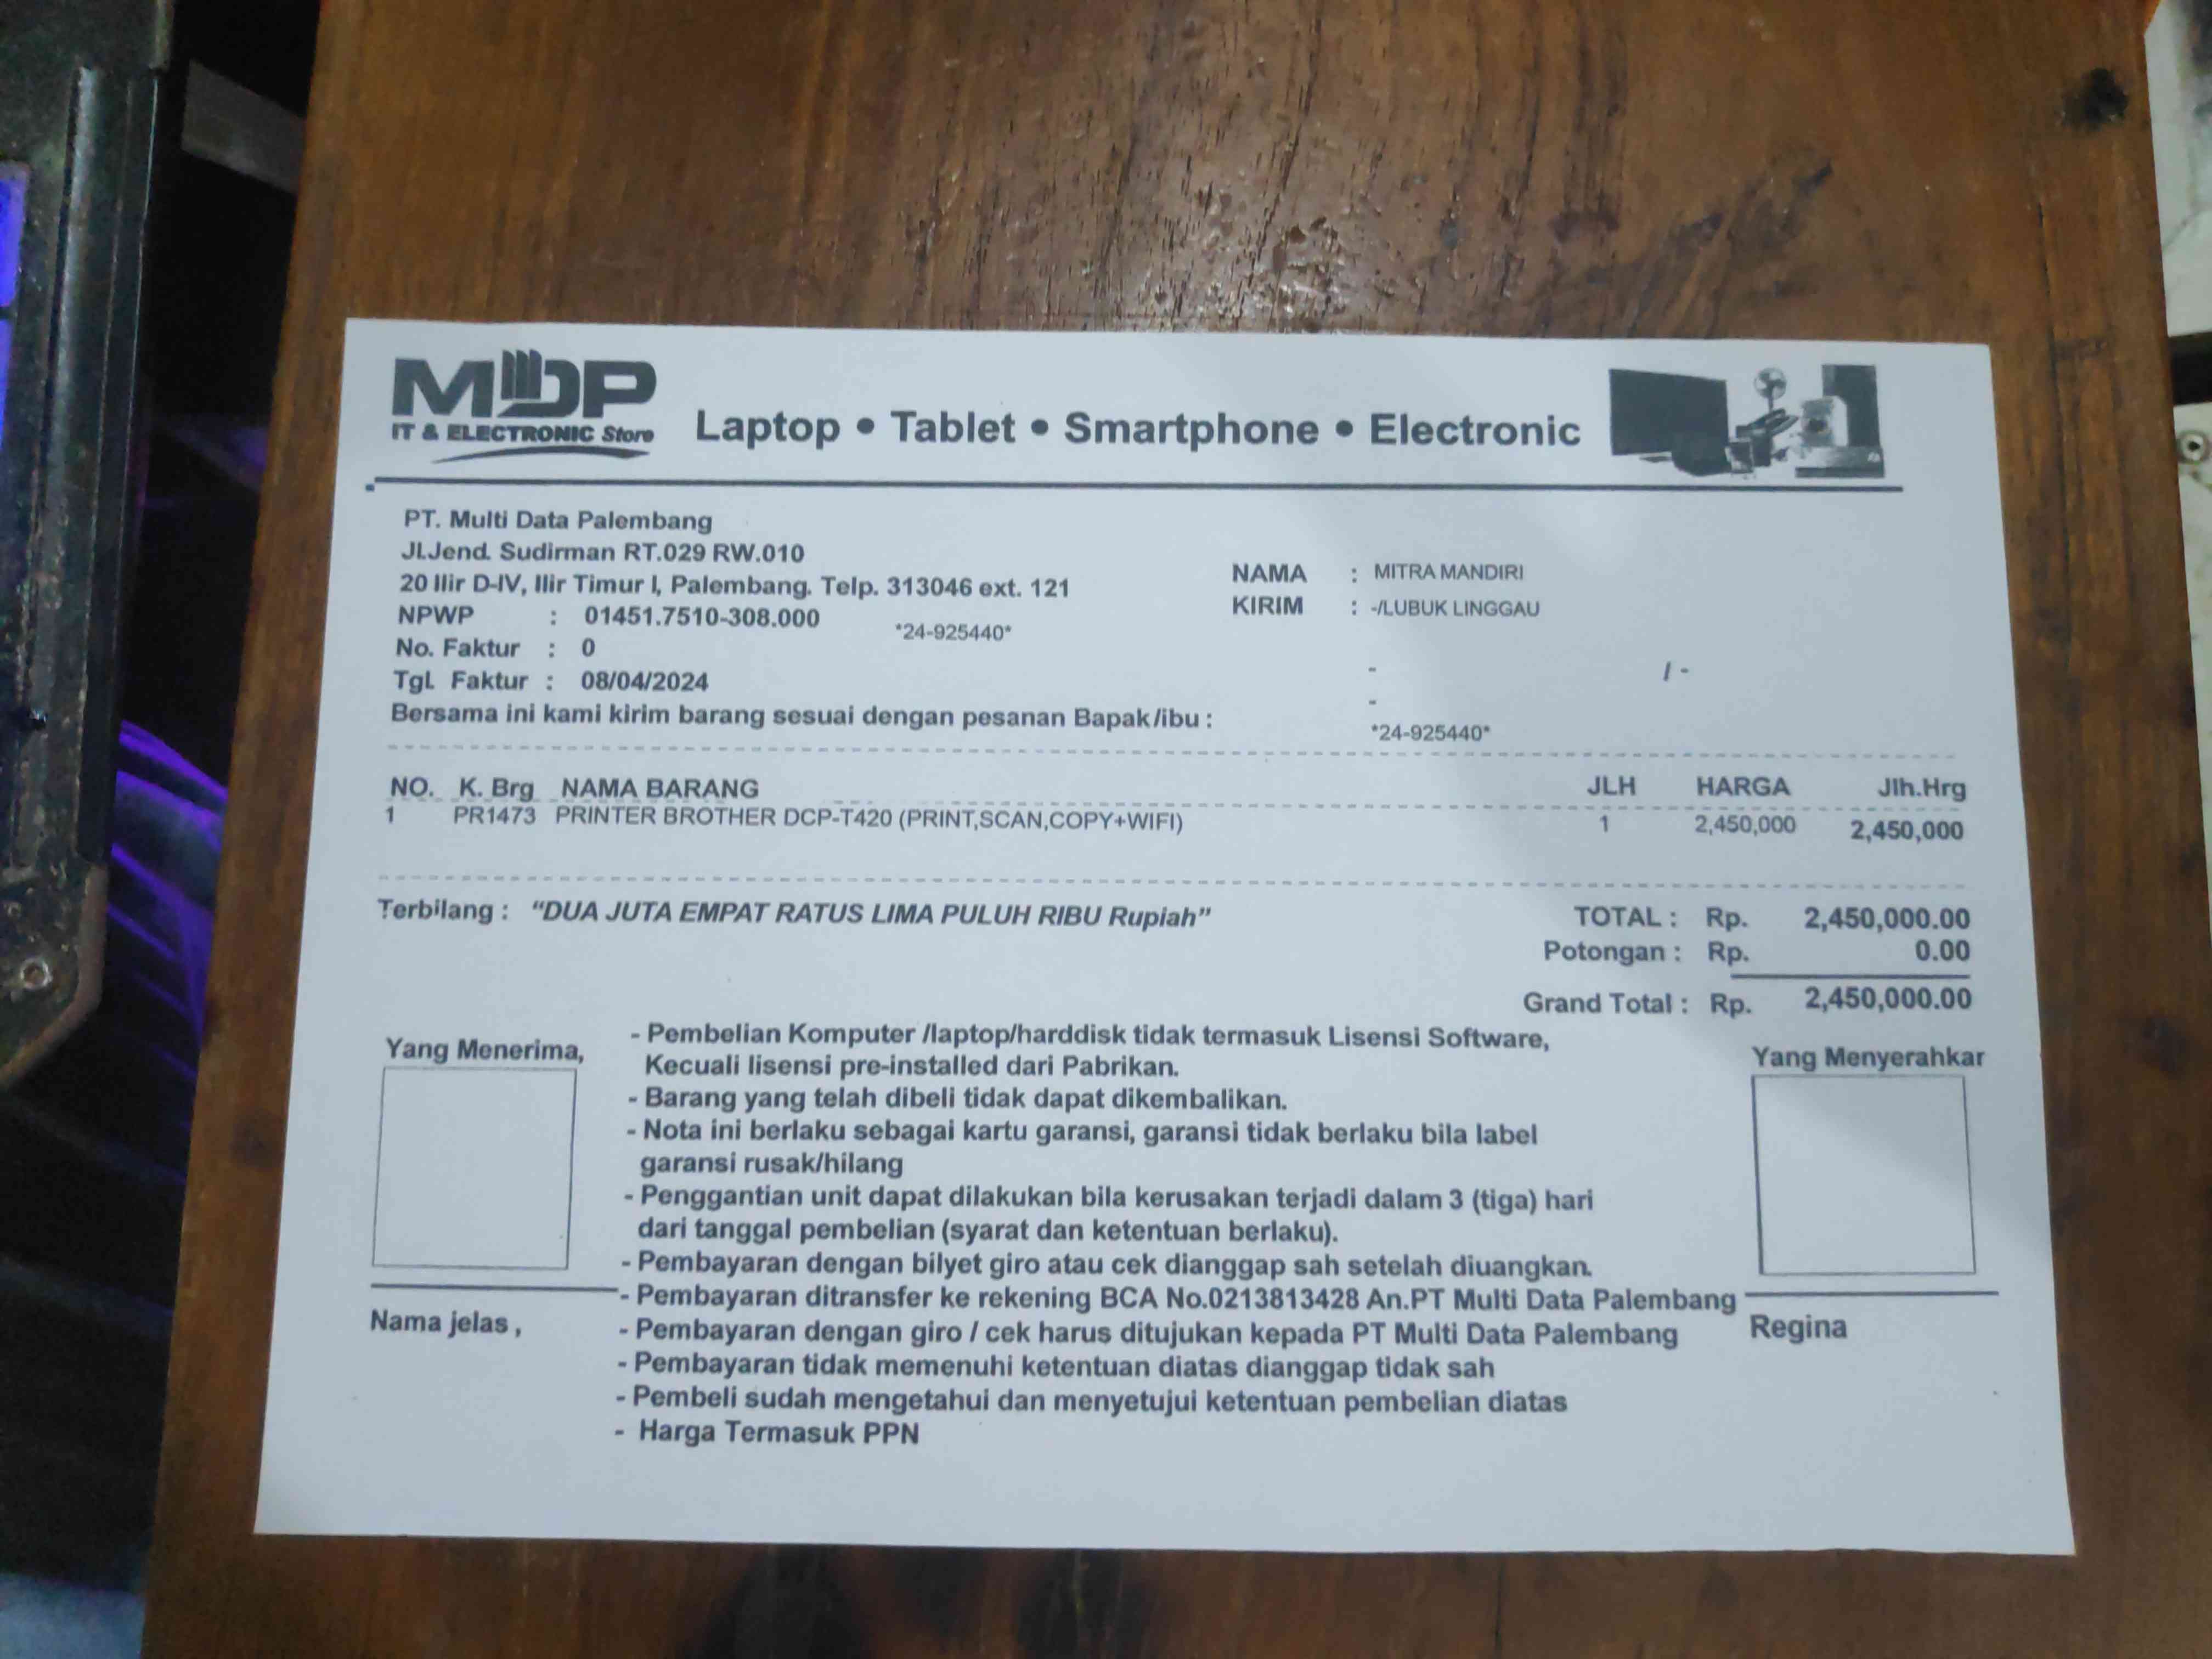 MDP
IT & ELECTRONIC Store
Laptop • Tablet • Smartphone • Electronic
PT. Multi Data Palembang
Jl.Jend. Sudirman RT.029 RW.010
20 Ilir D-IV, Ilir Timur I, Palembang. Telp. 313046 ext. 121
NPWP : 01451.7510-308.000 *24-925440*
No. Faktur : 0
Tgl. Faktur : 08/04/2024
Bersama ini kami kirim barang sesuai dengan pesanan Bapak/ibu :
NAMA : MITRA MANDIRI
KIRIM : -/LUBUK LINGGAU
- / -
-
*24-925440*
NO. K. Brg NAMA BARANG JLH HARGA Jlh.Hrg
1 PR1473 PRINTER BROTHER DCP-T420 (PRINT,SCAN,COPY+WIFI) 1 2,450,000 2,450,000
Terbilang : “DUA JUTA EMPAT RATUS LIMA PULUH RIBU Rupiah”
TOTAL : Rp. 2,450,000.00
Potongan : Rp. 0.00
Grand Total : Rp. 2,450,000.00
Yang Menerima,
Nama jelas ,
- Pembelian Komputer /laptop/harddisk tidak termasuk Lisensi Software,
Kecuali lisensi pre-installed dari Pabrikan.
- Barang yang telah dibeli tidak dapat dikembalikan.
- Nota ini berlaku sebagai kartu garansi, garansi tidak berlaku bila label
garansi rusak/hilang
- Penggantian unit dapat dilakukan bila kerusakan terjadi dalam 3 (tiga) hari
dari tanggal pembelian (syarat dan ketentuan berlaku).
- Pembayaran dengan bilyet giro atau cek dianggap sah setelah diuangkan.
- Pembayaran ditransfer ke rekening BCA No.0213813428 An.PT Multi Data Palembang
- Pembayaran dengan giro / cek harus ditujukan kepada PT Multi Data Palembang
- Pembayaran tidak memenuhi ketentuan diatas dianggap tidak sah
- Pembeli sudah mengetahui dan menyetujui ketentuan pembelian diatas
- Harga Termasuk PPN
Yang Menyerahkar
Regina